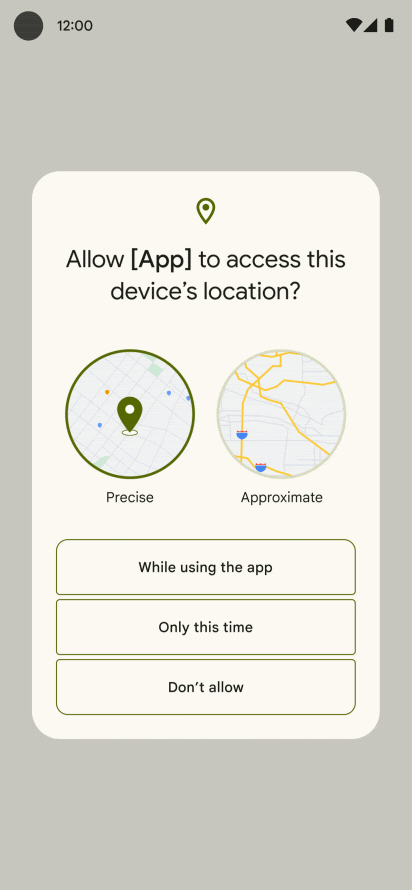 12:00
Allow [App] to access this
device’s location?
Precise
Approximate
While using the app
Only this time
Don’t allow